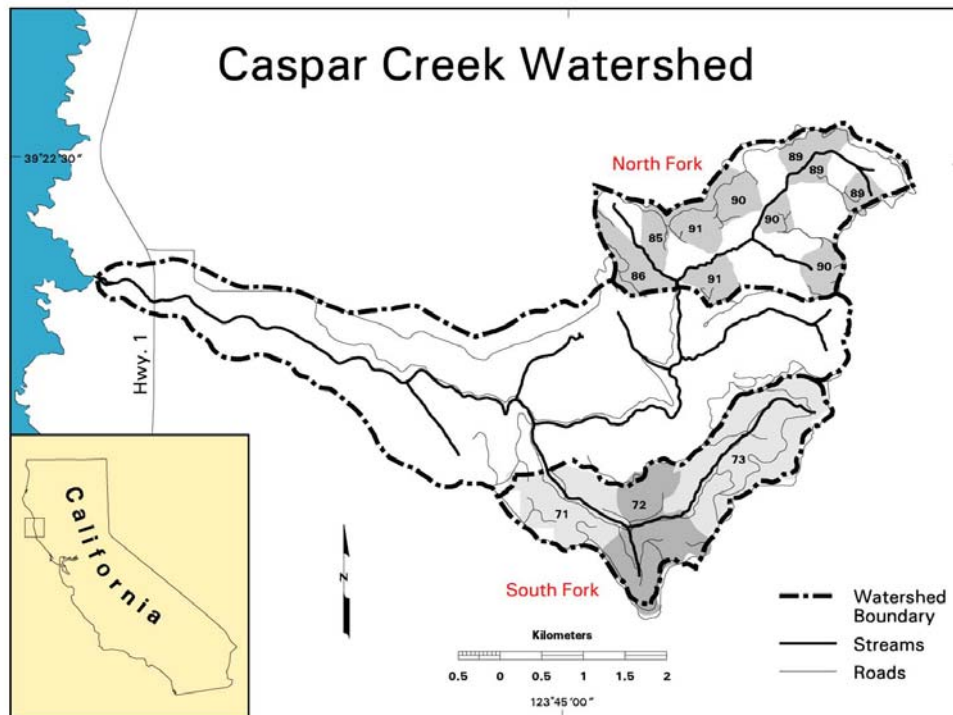 Caspar Creek Watershed
39°22'30"
North Fork
89
89
89
90
90
85
91
90
86
91
Hwy. 1
73
72
71
California
N
South Fork
Watershed
Boundary
Streams
Roads
Kilometers
0.5 0 0.5 1 1.5 2
123°45'00"